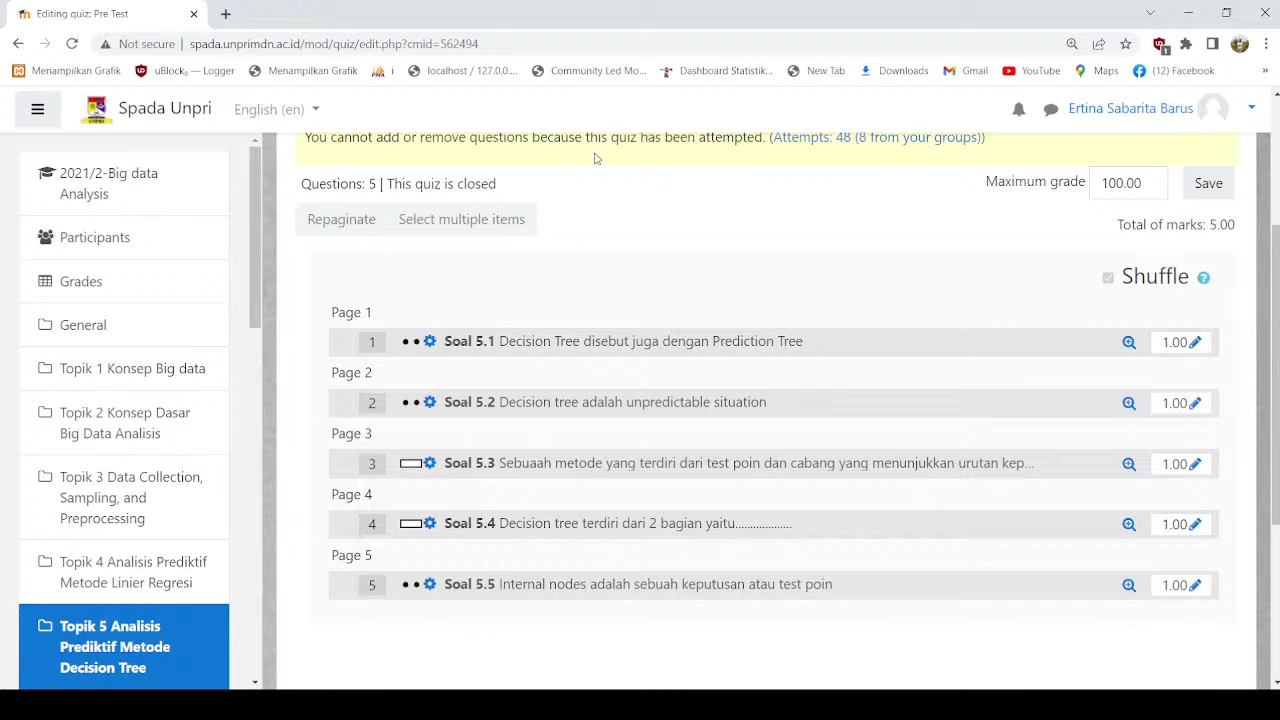 Editing quiz: Pre Test
Not secure | spada.unprimdn.ac.id/mod/quiz/edit.php?cmid=562494
Menampilkan Grafik uBlock₀ — Logger Menampilkan Grafik i localhost / 127.0.0.... Community Led Mo... Dashboard Statistik... New Tab Downloads Gmail YouTube Maps (12) Facebook »
Spada Unpri English (en) Ertina Sabarita Barus
You cannot add or remove questions because this quiz has been attempted. (Attempts: 48 (8 from your groups))
Questions: 5 | This quiz is closed
Maximum grade 100.00 Save
Repaginate Select multiple items
Total of marks: 5.00
Shuffle
Page 1
1 Soal 5.1 Decision Tree disebut juga dengan Prediction Tree 1.00
Page 2
2 Soal 5.2 Decision tree adalah unpredictable situation 1.00
Page 3
3 Soal 5.3 Sebuaah metode yang terdiri dari test poin dan cabang yang menunjukkan urutan kep... 1.00
Page 4
4 Soal 5.4 Decision tree terdiri dari 2 bagian yaitu.................. 1.00
Page 5
5 Soal 5.5 Internal nodes adalah sebuah keputusan atau test poin 1.00
2021/2-Big data
Analysis
Participants
Grades
General
Topik 1 Konsep Big data
Topik 2 Konsep Dasar
Big Data Analisis
Topik 3 Data Collection,
Sampling, and
Preprocessing
Topik 4 Analisis Prediktif
Metode Linier Regresi
Topik 5 Analisis
Prediktif Metode
Decision Tree